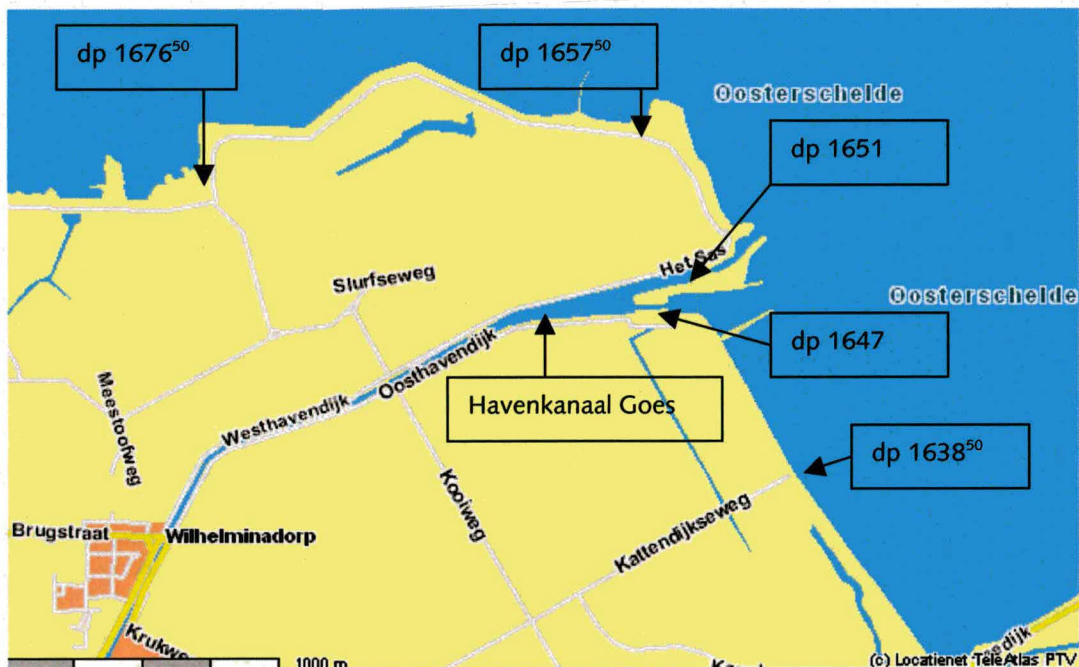 dp 1676⁵⁰
dp 1657⁵⁰
Oosterschelde
dp 1651
Het Sas
Slurfseweg
Oosterschelde
dp 1647
Oosthavendijk
Havenkanaal Goes
Meestoofweg
Westhavendijk
dp 1638⁵⁰
Kooiweg
Brugstraat
Wilhelminadorp
Kattendijkseweg
1000 m
(c) Locatienet TeleAtlas PTV